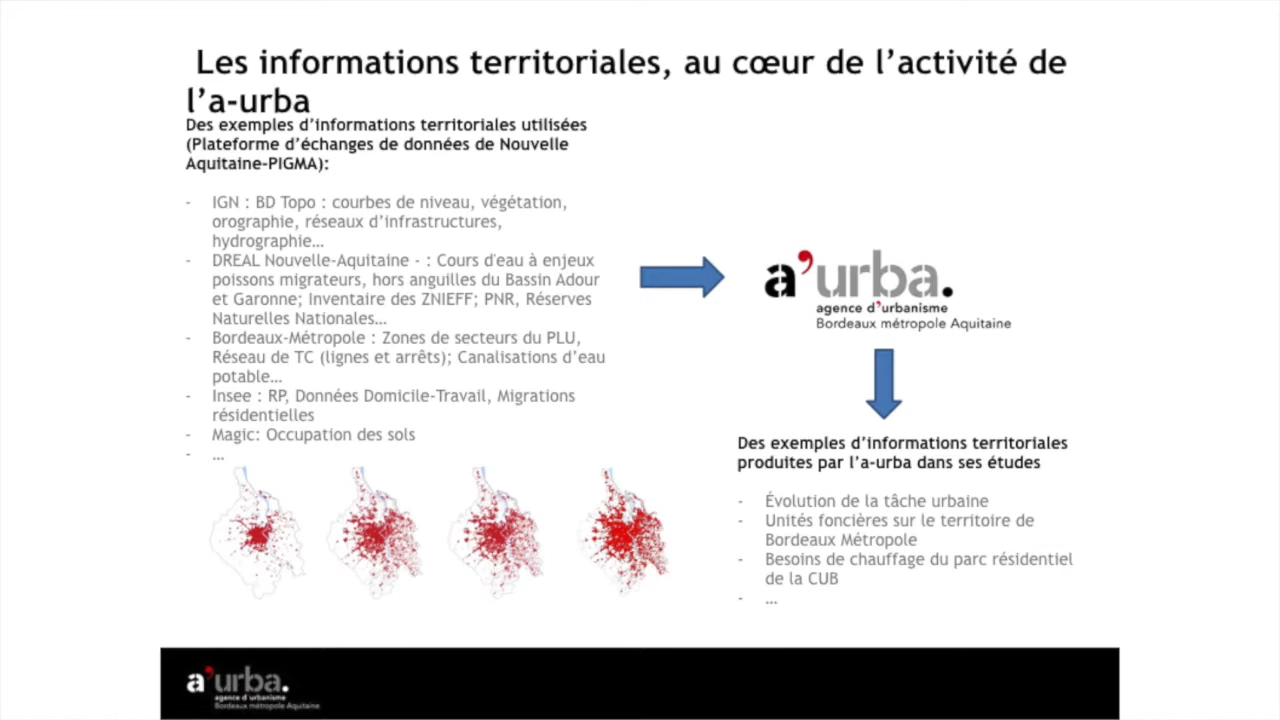 Les informations territoriales, au cœur de l’activité de
l’a-urba
Des exemples d’informations territoriales utilisées
(Plateforme d’échanges de données de Nouvelle
Aquitaine-PIGMA):
- IGN : BD Topo : courbes de niveau, végétation,
orographie, réseaux d’infrastructures,
hydrographie…
- DREAL Nouvelle-Aquitaine - : Cours d'eau à enjeux
poissons migrateurs, hors anguilles du Bassin Adour
et Garonne; Inventaire des ZNIEFF; PNR, Réserves
Naturelles Nationales…
- Bordeaux-Métropole : Zones de secteurs du PLU,
Réseau de TC (lignes et arrêts); Canalisations d’eau
potable…
- Insee : RP, Données Domicile-Travail, Migrations
résidentielles
- Magic: Occupation des sols
- …
a’urba.
agence d’urbanisme
Bordeaux métropole Aquitaine
Des exemples d’informations territoriales
produites par l’a-urba dans ses études
- Évolution de la tâche urbaine
- Unités foncières sur le territoire de
Bordeaux Métropole
- Besoins de chauffage du parc résidentiel
de la CUB
- …
a’urba.
agence d’urbanisme
Bordeaux métropole Aquitaine